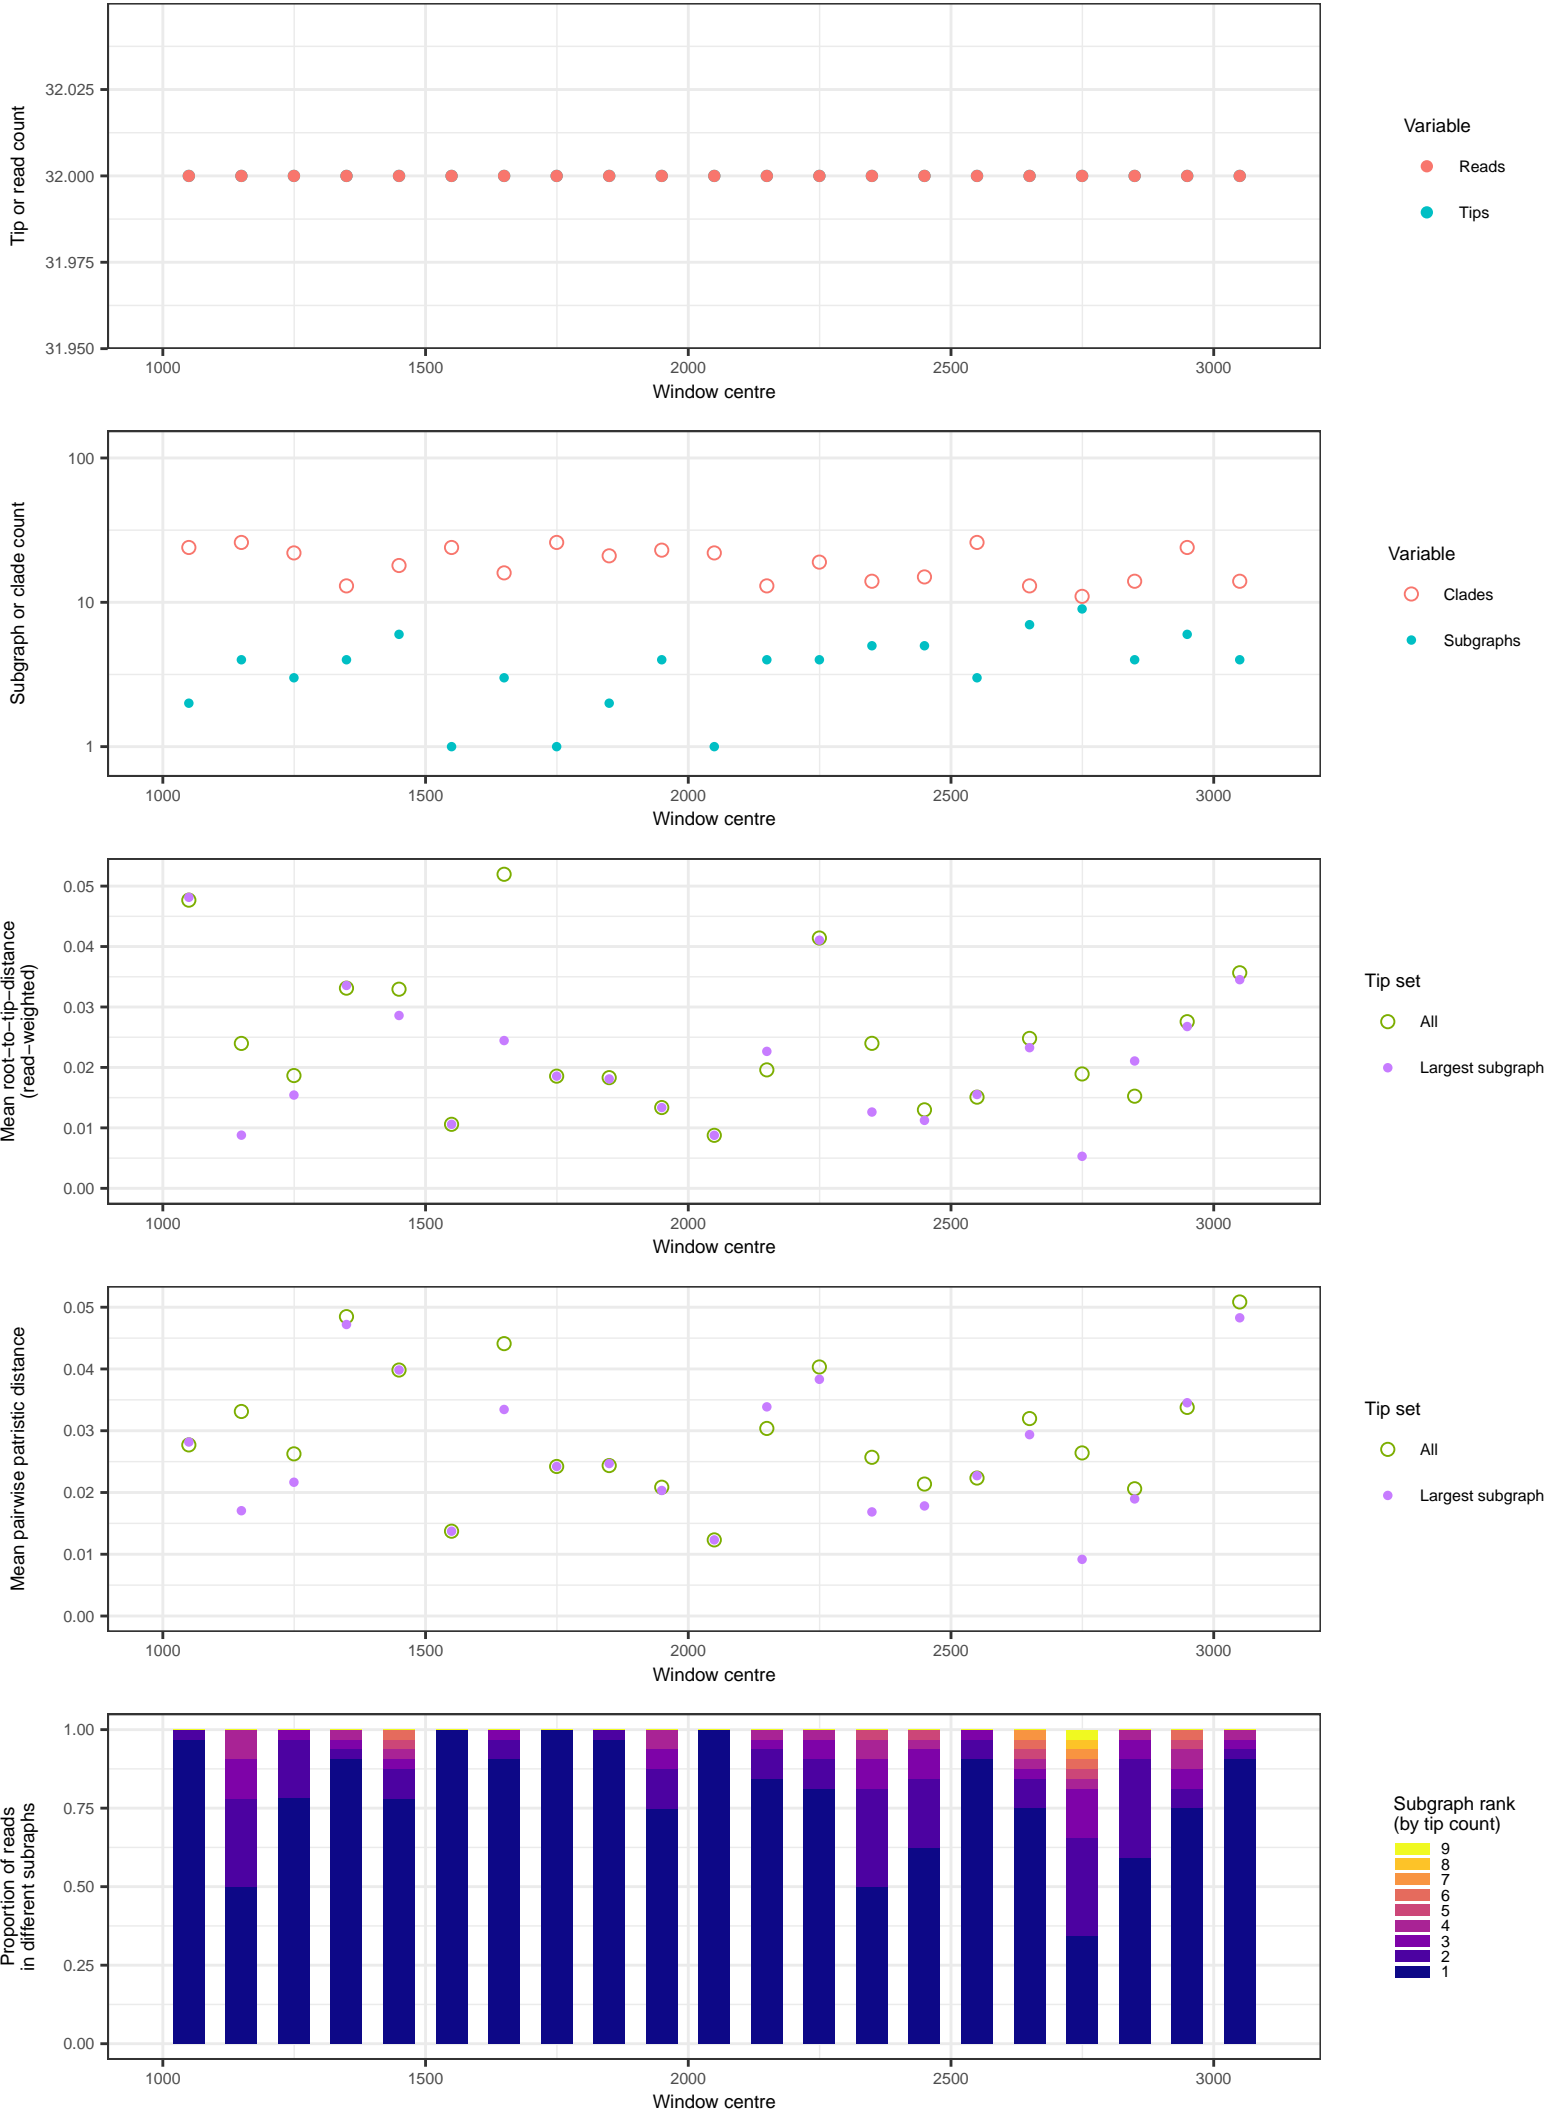 Tip or read count
32.025
32.000
31.975
31.950
1000 1500 2000 2500 3000
Window centre
Variable
Reads
Tips
Subgraph or clade count
100
10
1
1000 1500 2000 2500 3000
Window centre
Variable
Clades
Subgraphs
Mean root−to−tip−distance
(read−weighted)
0.05
0.04
0.03
0.02
0.01
0.00
1000 1500 2000 2500 3000
Window centre
Tip set
All
Largest subgraph
Mean pairwise patristic distance
0.05
0.04
0.03
0.02
0.01
0.00
1000 1500 2000 2500 3000
Window centre
Tip set
All
Largest subgraph
Proportion of reads
in different subraphs
1.00
0.75
0.50
0.25
0.00
1000 1500 2000 2500 3000
Window centre
Subgraph rank
(by tip count)
9
8
7
6
5
4
3
2
1